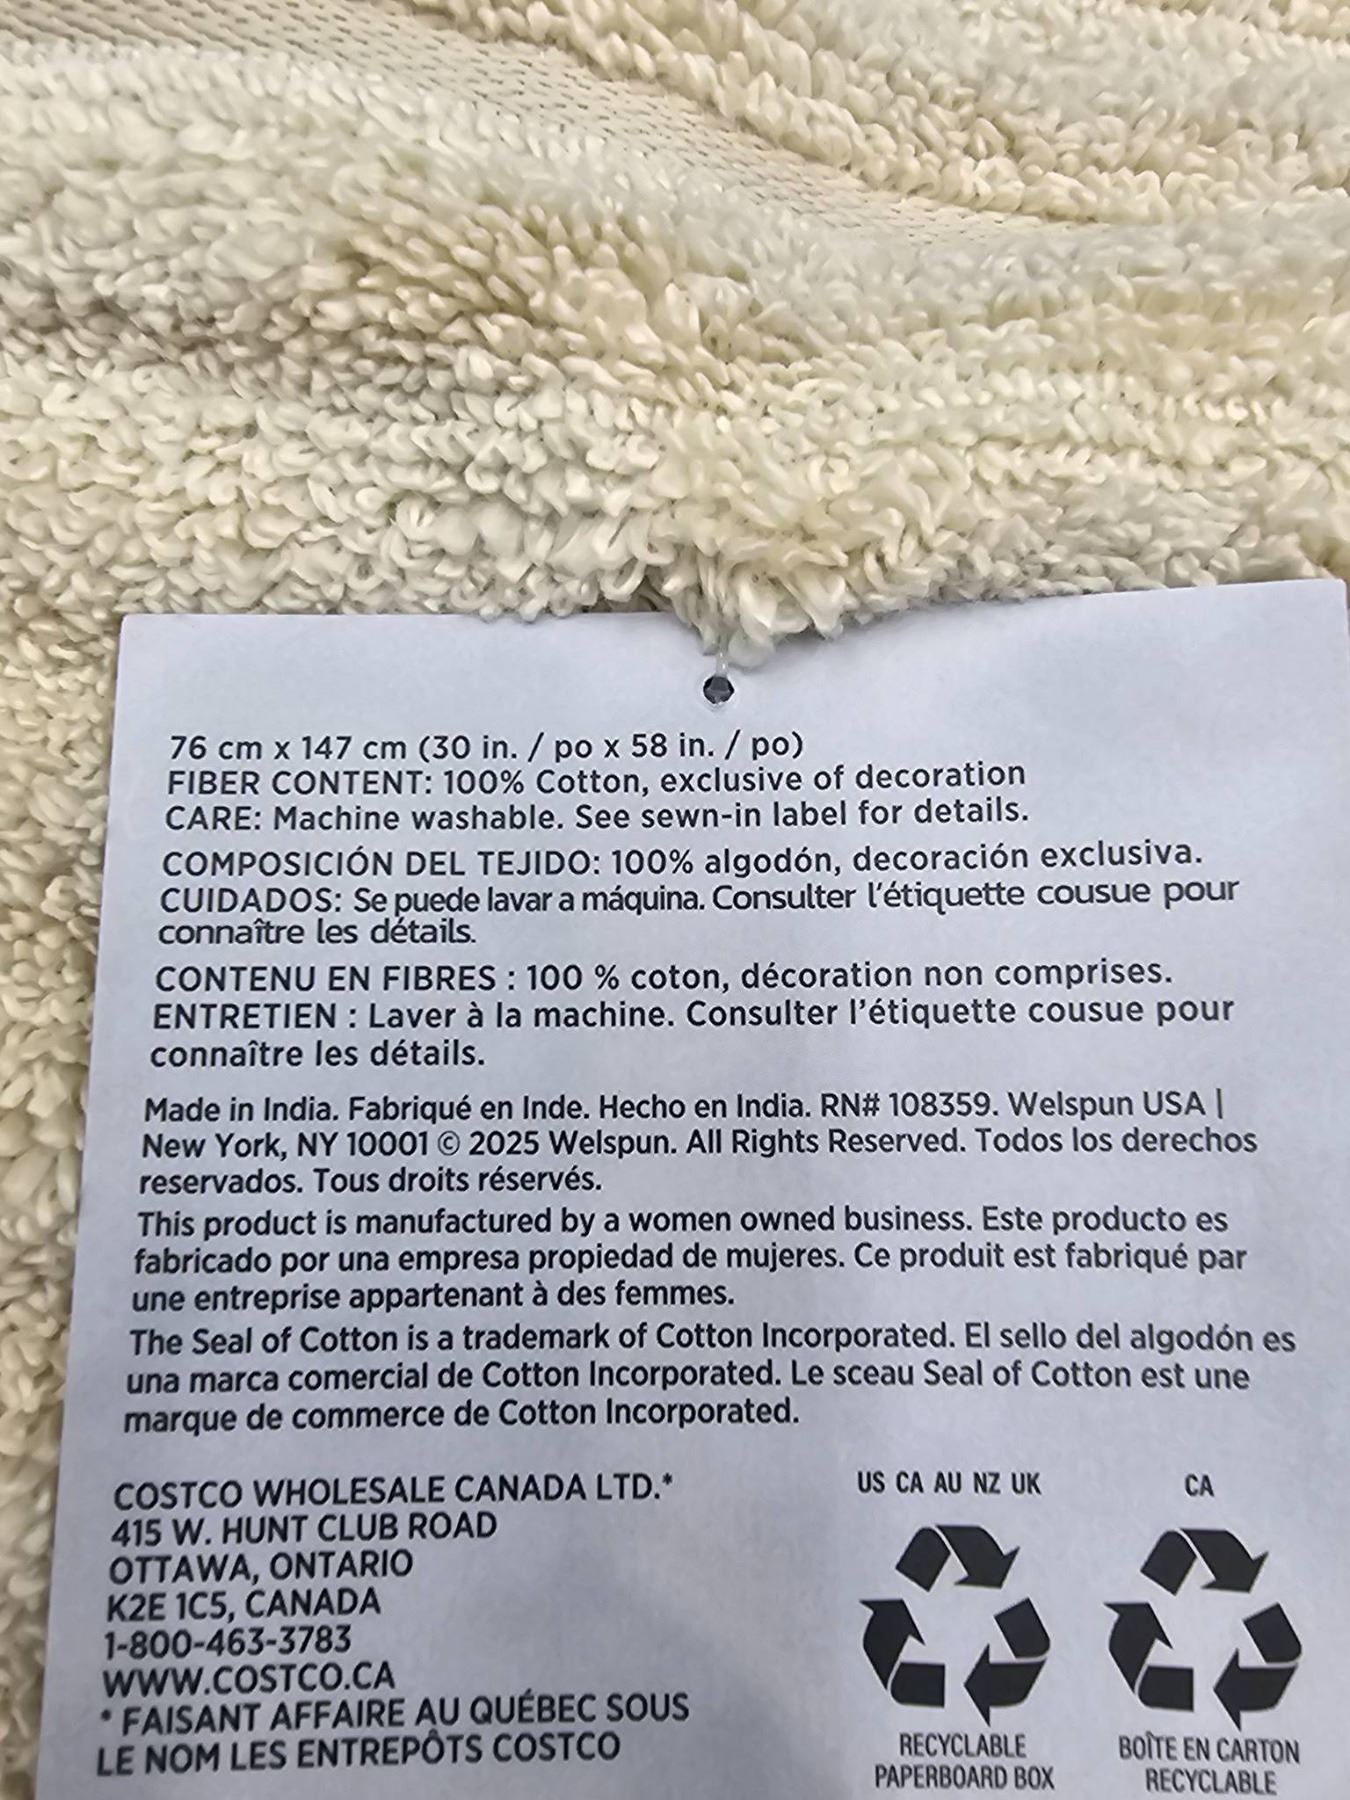 76 cm x 147 cm (30 in. / po x 58 in. / po)
FIBER CONTENT: 100% Cotton, exclusive of decoration
CARE: Machine washable. See sewn-in label for details.
COMPOSICIÓN DEL TEJIDO: 100% algodón, decoración exclusiva.
CUIDADOS: Se puede lavar a máquina. Consulter l'étiquette cousue pour
connaître les détails.
CONTENU EN FIBRES : 100 % coton, décoration non comprises.
ENTRETIEN : Laver à la machine. Consulter l'étiquette cousue pour
connaître les détails.
Made in India. Fabriqué en Inde. Hecho en India. RN# 108359. Welspun USA |
New York, NY 10001 © 2025 Welspun. All Rights Reserved. Todos los derechos
reservados. Tous droits réservés.
This product is manufactured by a women owned business. Este producto es
fabricado por una empresa propiedad de mujeres. Ce produit est fabriqué par
une entreprise appartenant à des femmes.
The Seal of Cotton is a trademark of Cotton Incorporated. El sello del algodón es
una marca comercial de Cotton Incorporated. Le sceau Seal of Cotton est une
marque de commerce de Cotton Incorporated.
COSTCO WHOLESALE CANADA LTD.*
415 W. HUNT CLUB ROAD
OTTAWA, ONTARIO
K2E 1C5, CANADA
1-800-463-3783
WWW.COSTCO.CA
* FAISANT AFFAIRE AU QUÉBEC SOUS
LE NOM LES ENTREPÔTS COSTCO
US CA AU NZ UK
RECYCLABLE
PAPERBOARD BOX
CA
BOÎTE EN CARTON
RECYCLABLE